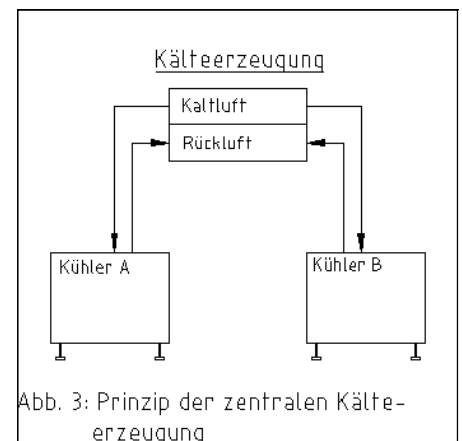 Kälteerzeugung
Kaltluft
Rückluft
Kühler A
Kühler B
Abb. 3: Prinzip der zentralen Kälte-
erzeugung